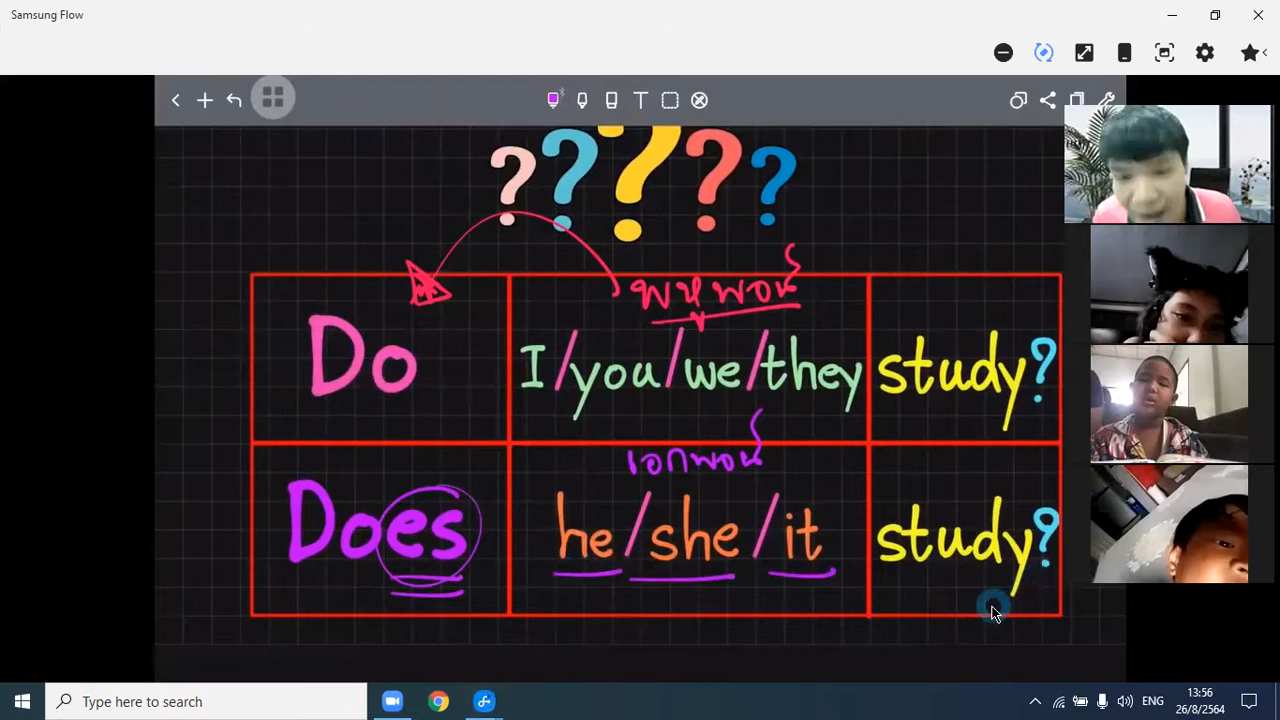 Samsung Flow
? ? ? ? ?
พหูพจน์
Do I/you/we/they study?
เอกพจน์
Does he/she/it study?
Type here to search
ENG
13:56
26/8/2564